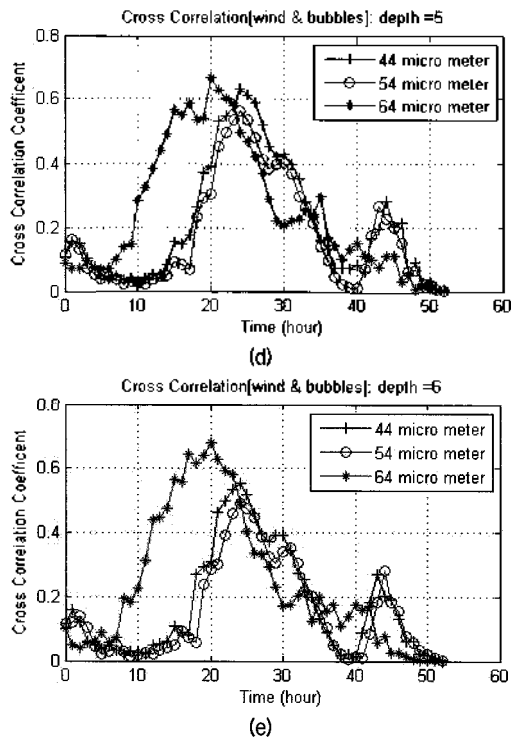 Cross Correlation[wind & bubbles]: depth =5
0.8
0.6
0.4
0.2
0
Cross Correlation Coefficent
44 micro meter
54 micro meter
64 micro meter
0 10 20 30 40 50 60
Time (hour)
(d)
Cross Correlation[wind & bubbles]: depth =6
0.8
0.6
0.4
0.2
0
Cross Correlation Coefficent
44 micro meter
54 micro meter
64 micro meter
0 10 20 30 40 50 60
Time (hour)
(e)